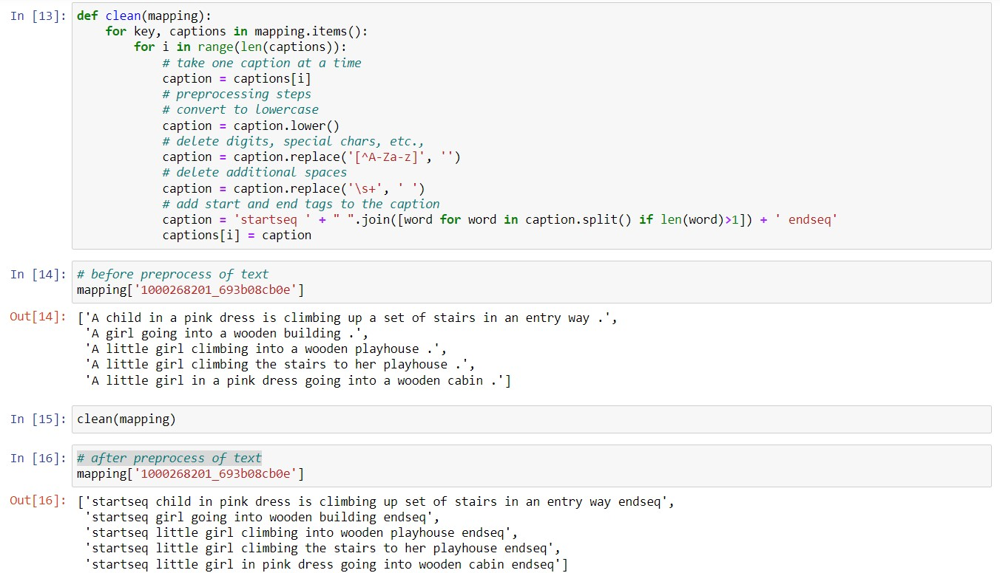 In [13]: def clean(mapping):
    for key, captions in mapping.items():
        for i in range(len(captions)):
            # take one caption at a time
            caption = captions[i]
            # preprocessing steps
            # convert to lowercase
            caption = caption.lower()
            # delete digits, special chars, etc.,
            caption = caption.replace('[^A-Za-z]', '')
            # delete additional spaces
            caption = caption.replace('\s+', ' ')
            # add start and end tags to the caption
            caption = 'startseq ' + " ".join([word for word in caption.split() if len(word)>1]) + ' endseq'
            captions[i] = caption
In [14]: # before preprocess of text
mapping['1000268201_693b08cb0e']
Out[14]: ['A child in a pink dress is climbing up a set of stairs in an entry way .',
 'A girl going into a wooden building .',
 'A little girl climbing into a wooden playhouse .',
 'A little girl climbing the stairs to her playhouse .',
 'A little girl in a pink dress going into a wooden cabin .']
In [15]: clean(mapping)
In [16]: # after preprocess of text
mapping['1000268201_693b08cb0e']
Out[16]: ['startseq child in pink dress is climbing up set of stairs in an entry way endseq',
 'startseq girl going into wooden building endseq',
 'startseq little girl climbing into wooden playhouse endseq',
 'startseq little girl climbing the stairs to her playhouse endseq',
 'startseq little girl in pink dress going into wooden cabin endseq']